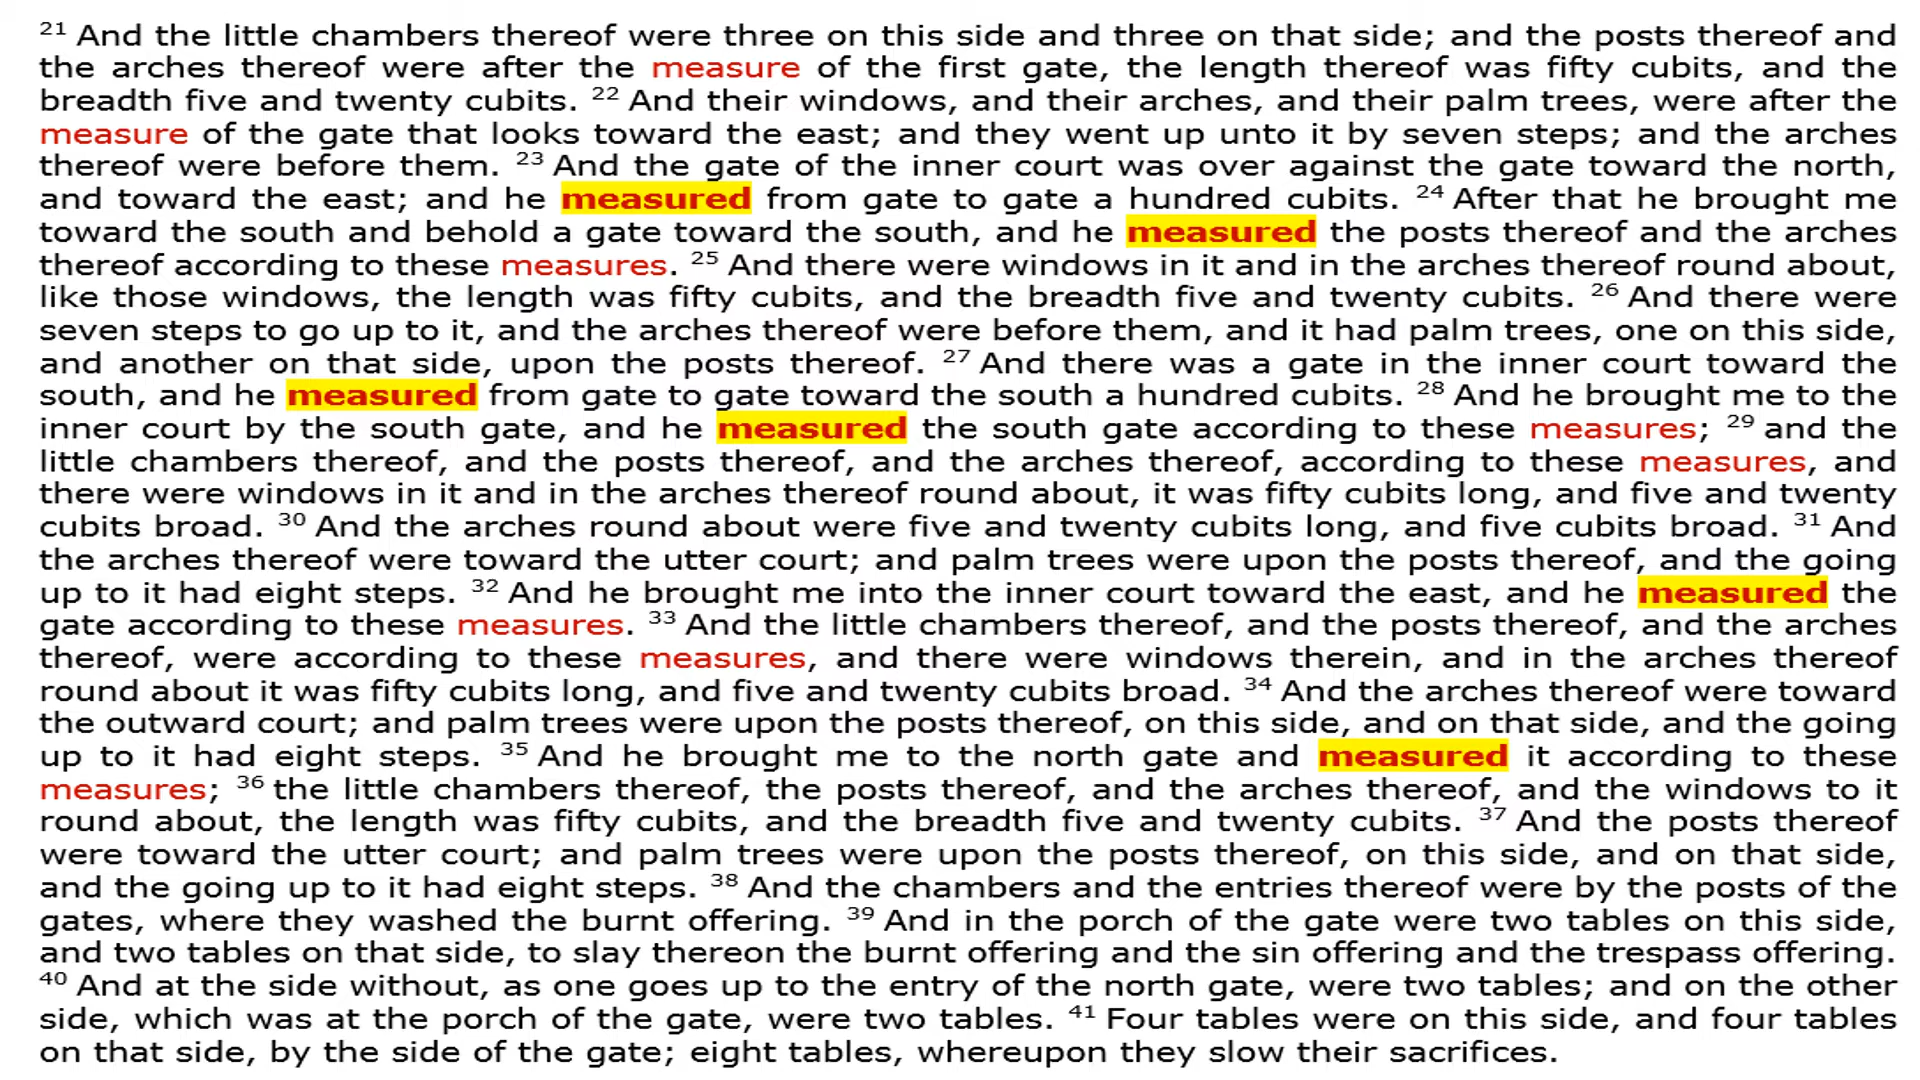 21 And the little chambers thereof were three on this side and three on that side; and the posts thereof and
the arches thereof were after the measure of the first gate, the length thereof was fifty cubits, and the
breadth five and twenty cubits. 22 And their windows, and their arches, and their palm trees, were after the
measure of the gate that looks toward the east; and they went up unto it by seven steps; and the arches
thereof were before them. 23 And the gate of the inner court was over against the gate toward the north,
and toward the east; and he measured from gate to gate a hundred cubits. 24 After that he brought me
toward the south and behold a gate toward the south, and he measured the posts thereof and the arches
thereof according to these measures. 25 And there were windows in it and in the arches thereof round about,
like those windows, the length was fifty cubits, and the breadth five and twenty cubits. 26 And there were
seven steps to go up to it, and the arches thereof were before them, and it had palm trees, one on this side,
and another on that side, upon the posts thereof. 27 And there was a gate in the inner court toward the
south, and he measured from gate to gate toward the south a hundred cubits. 28 And he brought me to the
inner court by the south gate, and he measured the south gate according to these measures; 29 and the
little chambers thereof, and the posts thereof, and the arches thereof, according to these measures, and
there were windows in it and in the arches thereof round about, it was fifty cubits long, and five and twenty
cubits broad. 30 And the arches round about were five and twenty cubits long, and five cubits broad. 31 And
the arches thereof were toward the utter court; and palm trees were upon the posts thereof, and the going
up to it had eight steps. 32 And he brought me into the inner court toward the east, and he measured the
gate according to these measures. 33 And the little chambers thereof, and the posts thereof, and the arches
thereof, were according to these measures, and there were windows therein, and in the arches thereof
round about it was fifty cubits long, and five and twenty cubits broad. 34 And the arches thereof were toward
the outward court; and palm trees were upon the posts thereof, on this side, and on that side, and the going
up to it had eight steps. 35 And he brought me to the north gate and measured it according to these
measures; 36 the little chambers thereof, the posts thereof, and the arches thereof, and the windows to it
round about, the length was fifty cubits, and the breadth five and twenty cubits. 37 And the posts thereof
were toward the utter court; and palm trees were upon the posts thereof, on this side, and on that side,
and the going up to it had eight steps. 38 And the chambers and the entries thereof were by the posts of the
gates, where they washed the burnt offering. 39 And in the porch of the gate were two tables on this side,
and two tables on that side, to slay thereon the burnt offering and the sin offering and the trespass offering.
40 And at the side without, as one goes up to the entry of the north gate, were two tables; and on the other
side, which was at the porch of the gate, were two tables. 41 Four tables were on this side, and four tables
on that side, by the side of the gate; eight tables, whereupon they slow their sacrifices.